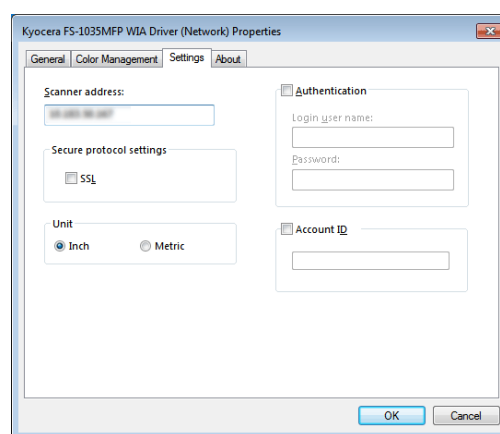 Kyocera FS-1035MFP WIA Driver (Network) Properties
General Color Management Settings About
Scanner address:
Secure protocol settings
SSL
Unit
Inch Metric
Authentication
Login user name:
Password:
Account ID
OK Cancel